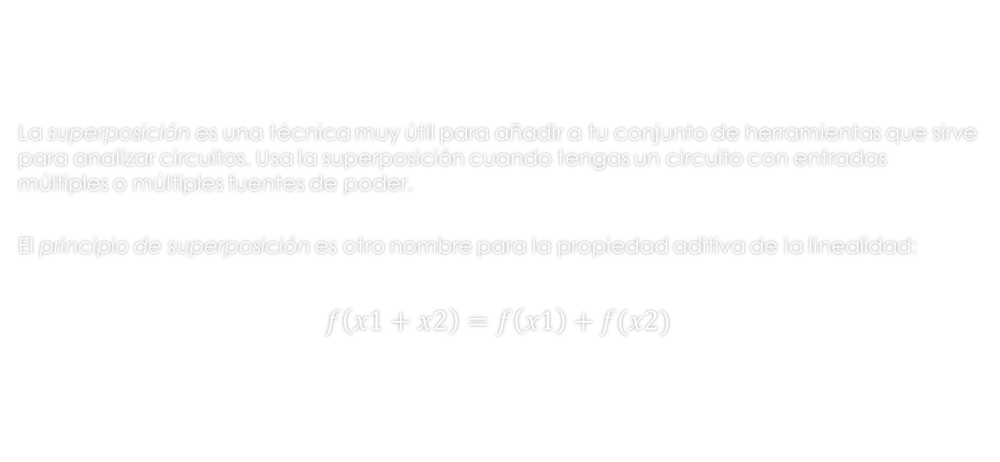 La superposición es una técnica muy útil para añadir a tu conjunto de herramientas que sirve
para analizar circuitos. Usa la superposición cuando tengas un circuito con entradas
múltiples o múltiples fuentes de poder.
El principio de superposición es otro nombre para la propiedad aditiva de la linealidad:
f(x1 + x2) = f(x1) + f(x2)